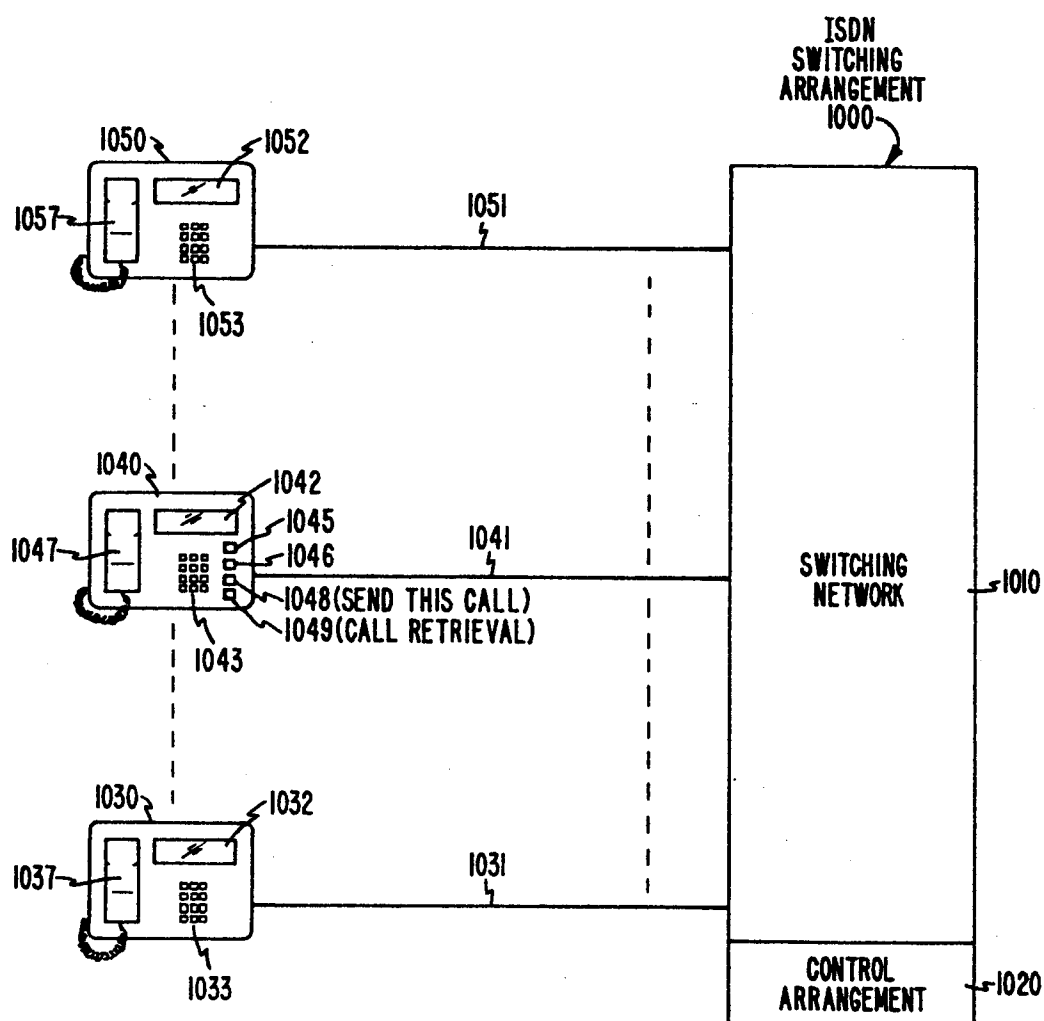 ISDN
SWITCHING
ARRANGEMENT
1000
1050
1052
1057
1051
1053
1040
1042
1045
1047
1046
1041
1048(SEND THIS CALL)
1049(CALL RETRIEVAL)
1043
SWITCHING
NETWORK
1010
1030
1032
1037
1031
1033
CONTROL
ARRANGEMENT
1020